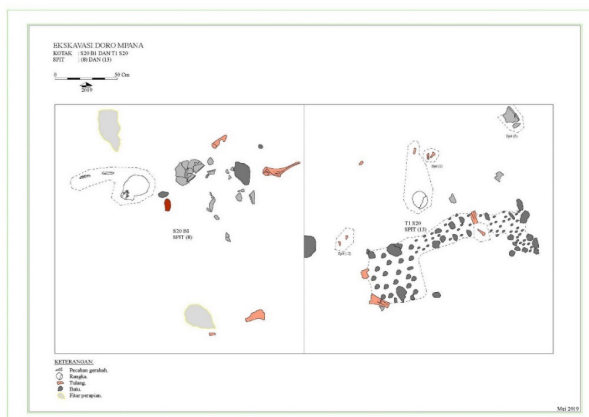 EKSKAVASI DORO MPANA
KOTAK : S20 B1 DAN T1 S20
SPIT : (8) DAN (13)
0 50 Cm
2019
S20 B1
SPIT (8)
T1 S20
SPIT (13)
KETERANGAN:
Pecahan gerabah.
Rangka.
Tulang.
Batu.
Fitur perapian.
Mei 2019